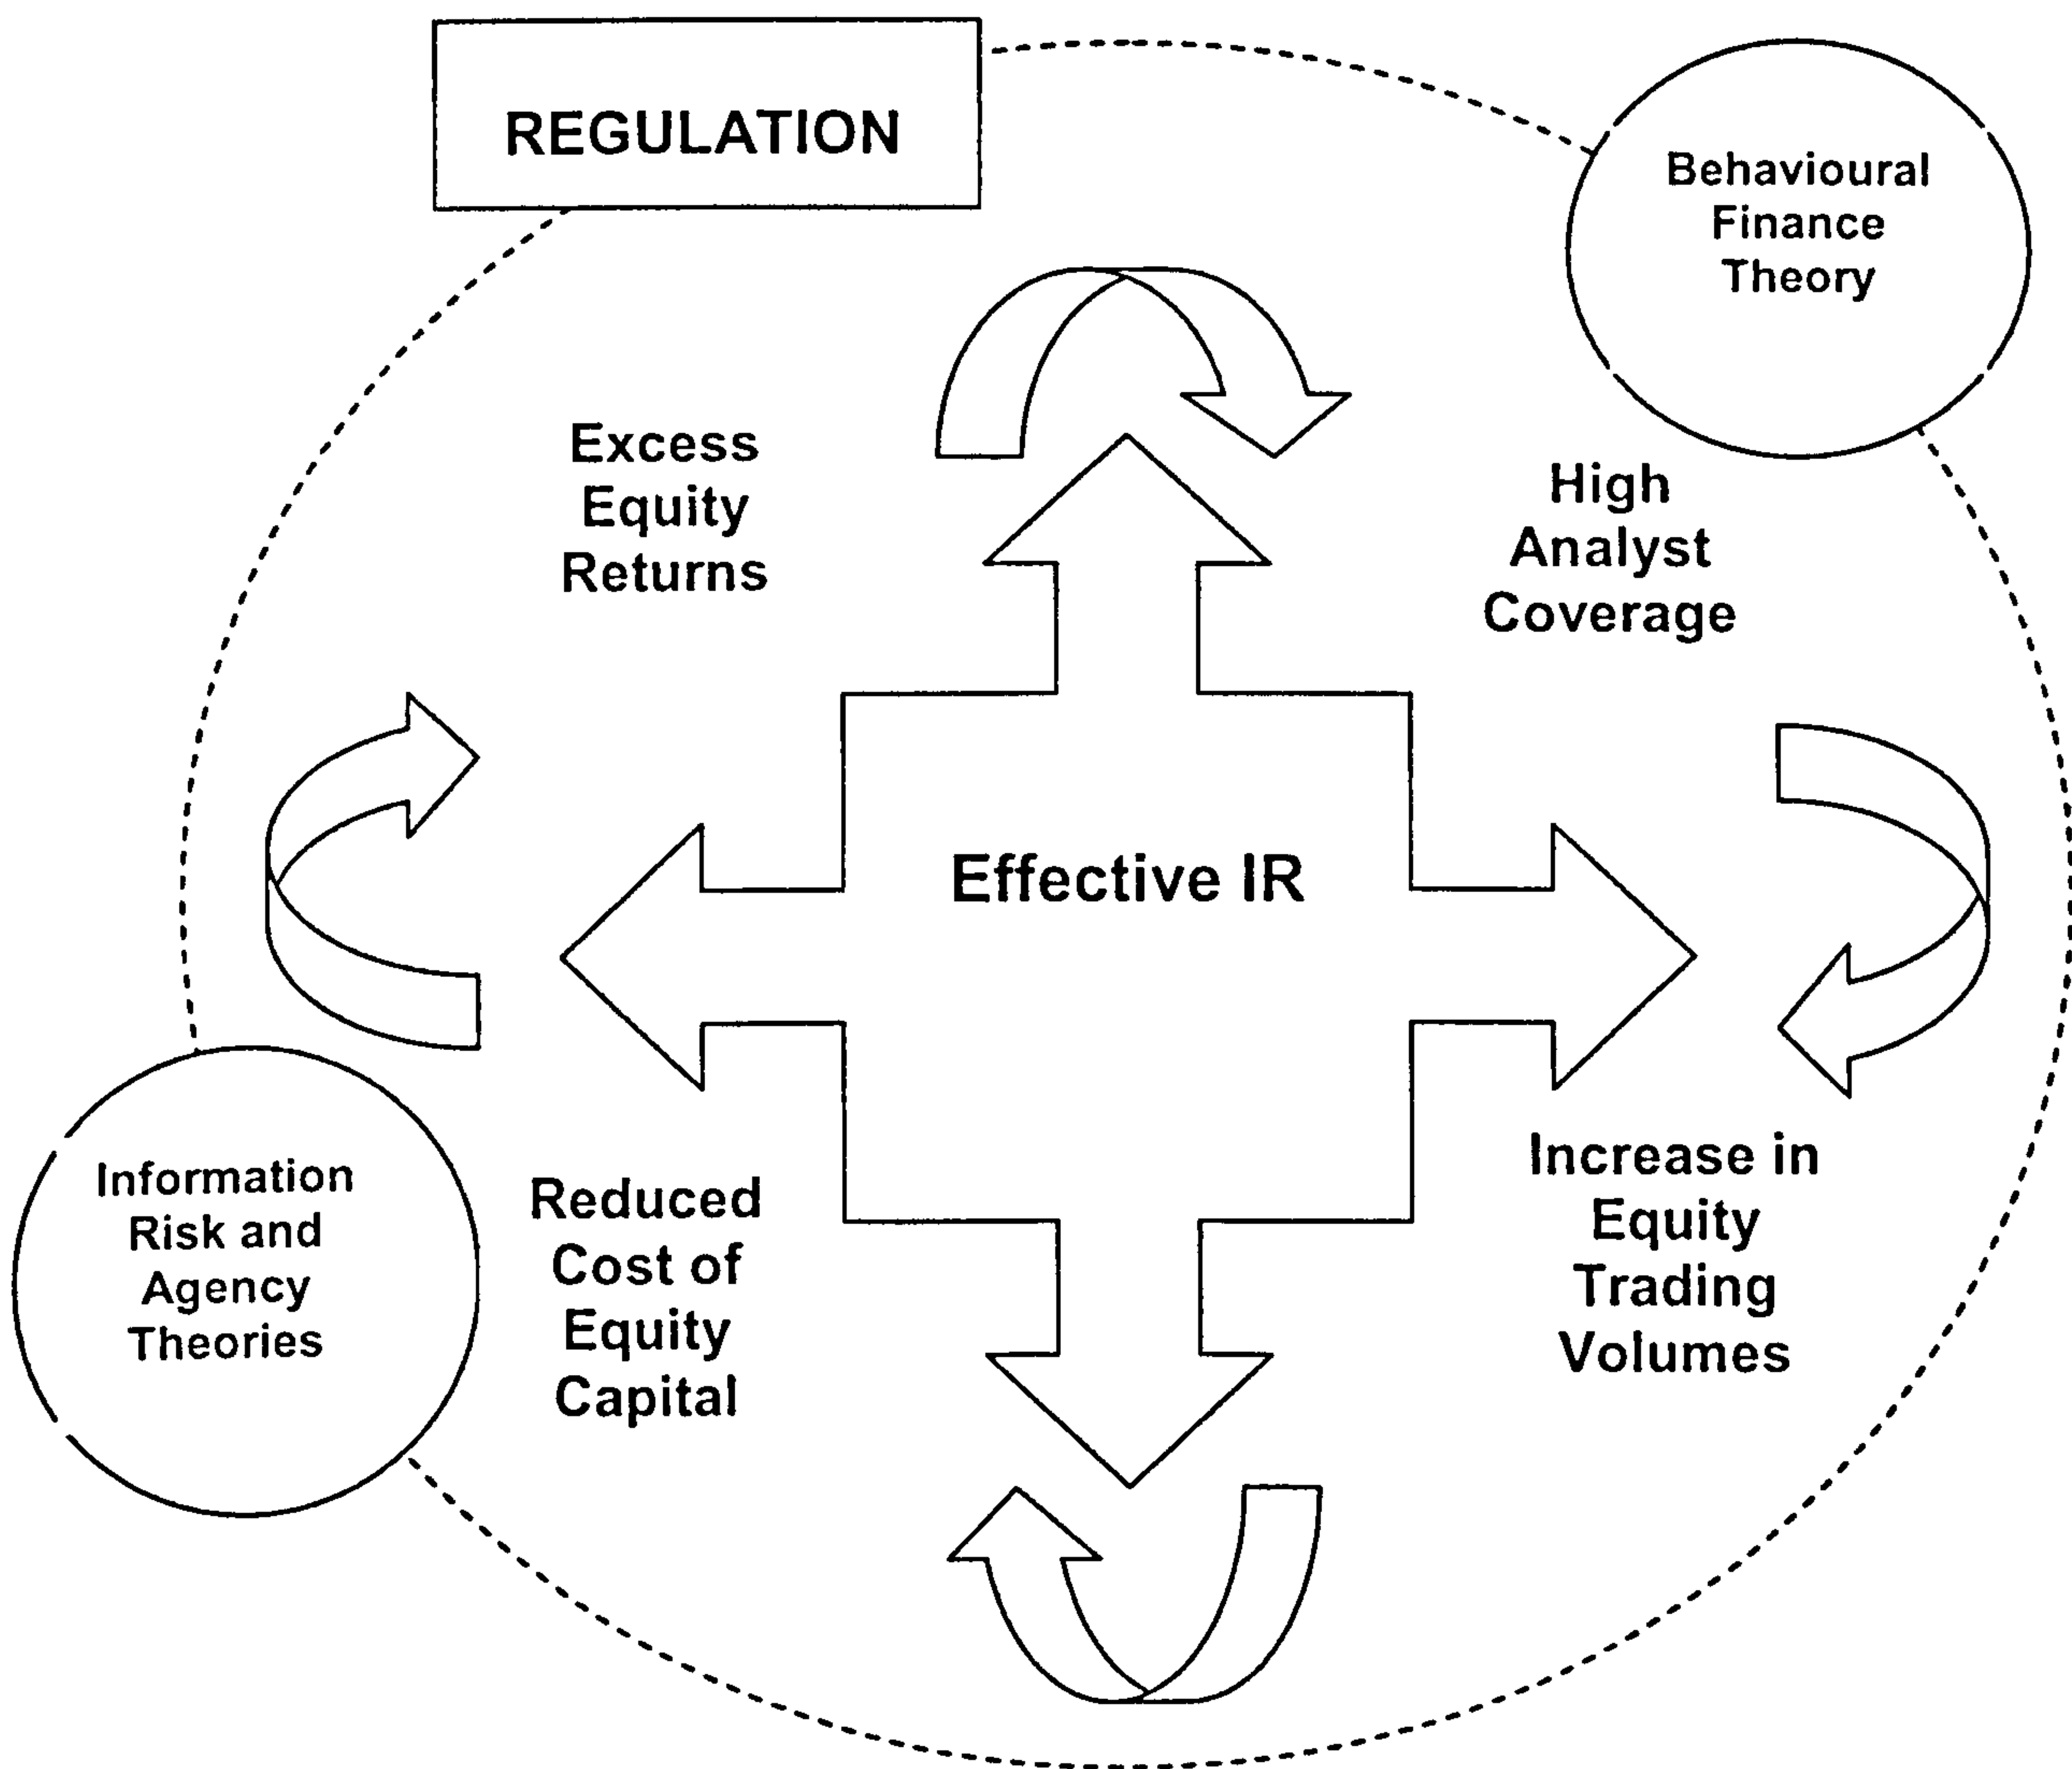 REGULATION
Behavioural
Finance
Theory
Excess
Equity
Returns
High
Analyst
Coverage
Effective IR
Information
Risk and
Agency
Theories
Reduced
Cost of
Equity
Capital
Increase in
Equity
Trading
Volumes